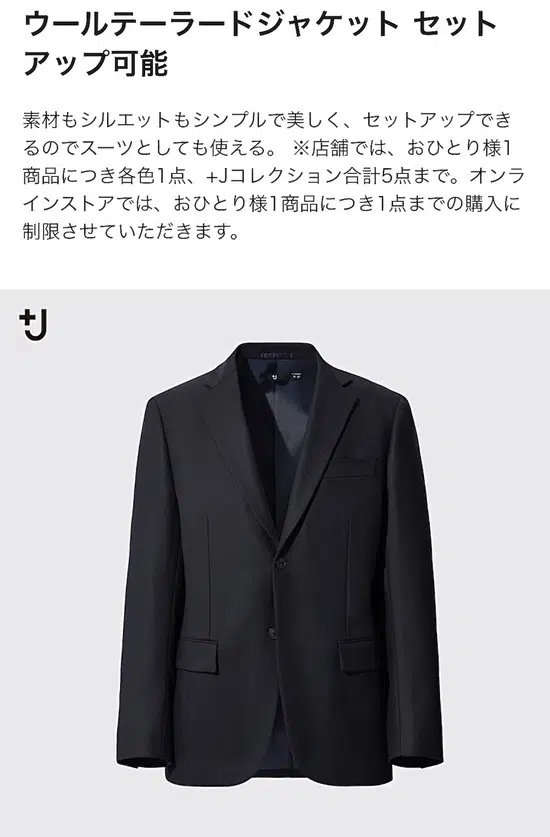 ウールテーラードジャケット セット
アップ可能
素材もシルエットもシンプルで美しく、セットアップでき
るのでスーツとしても使える。 ※店舗では、おひとり様1
商品につき各色1点、+Jコレクション合計5点まで。オンラ
インストアでは、おひとり様1商品につき1点までの購入に
制限させていただきます。
+J
+J